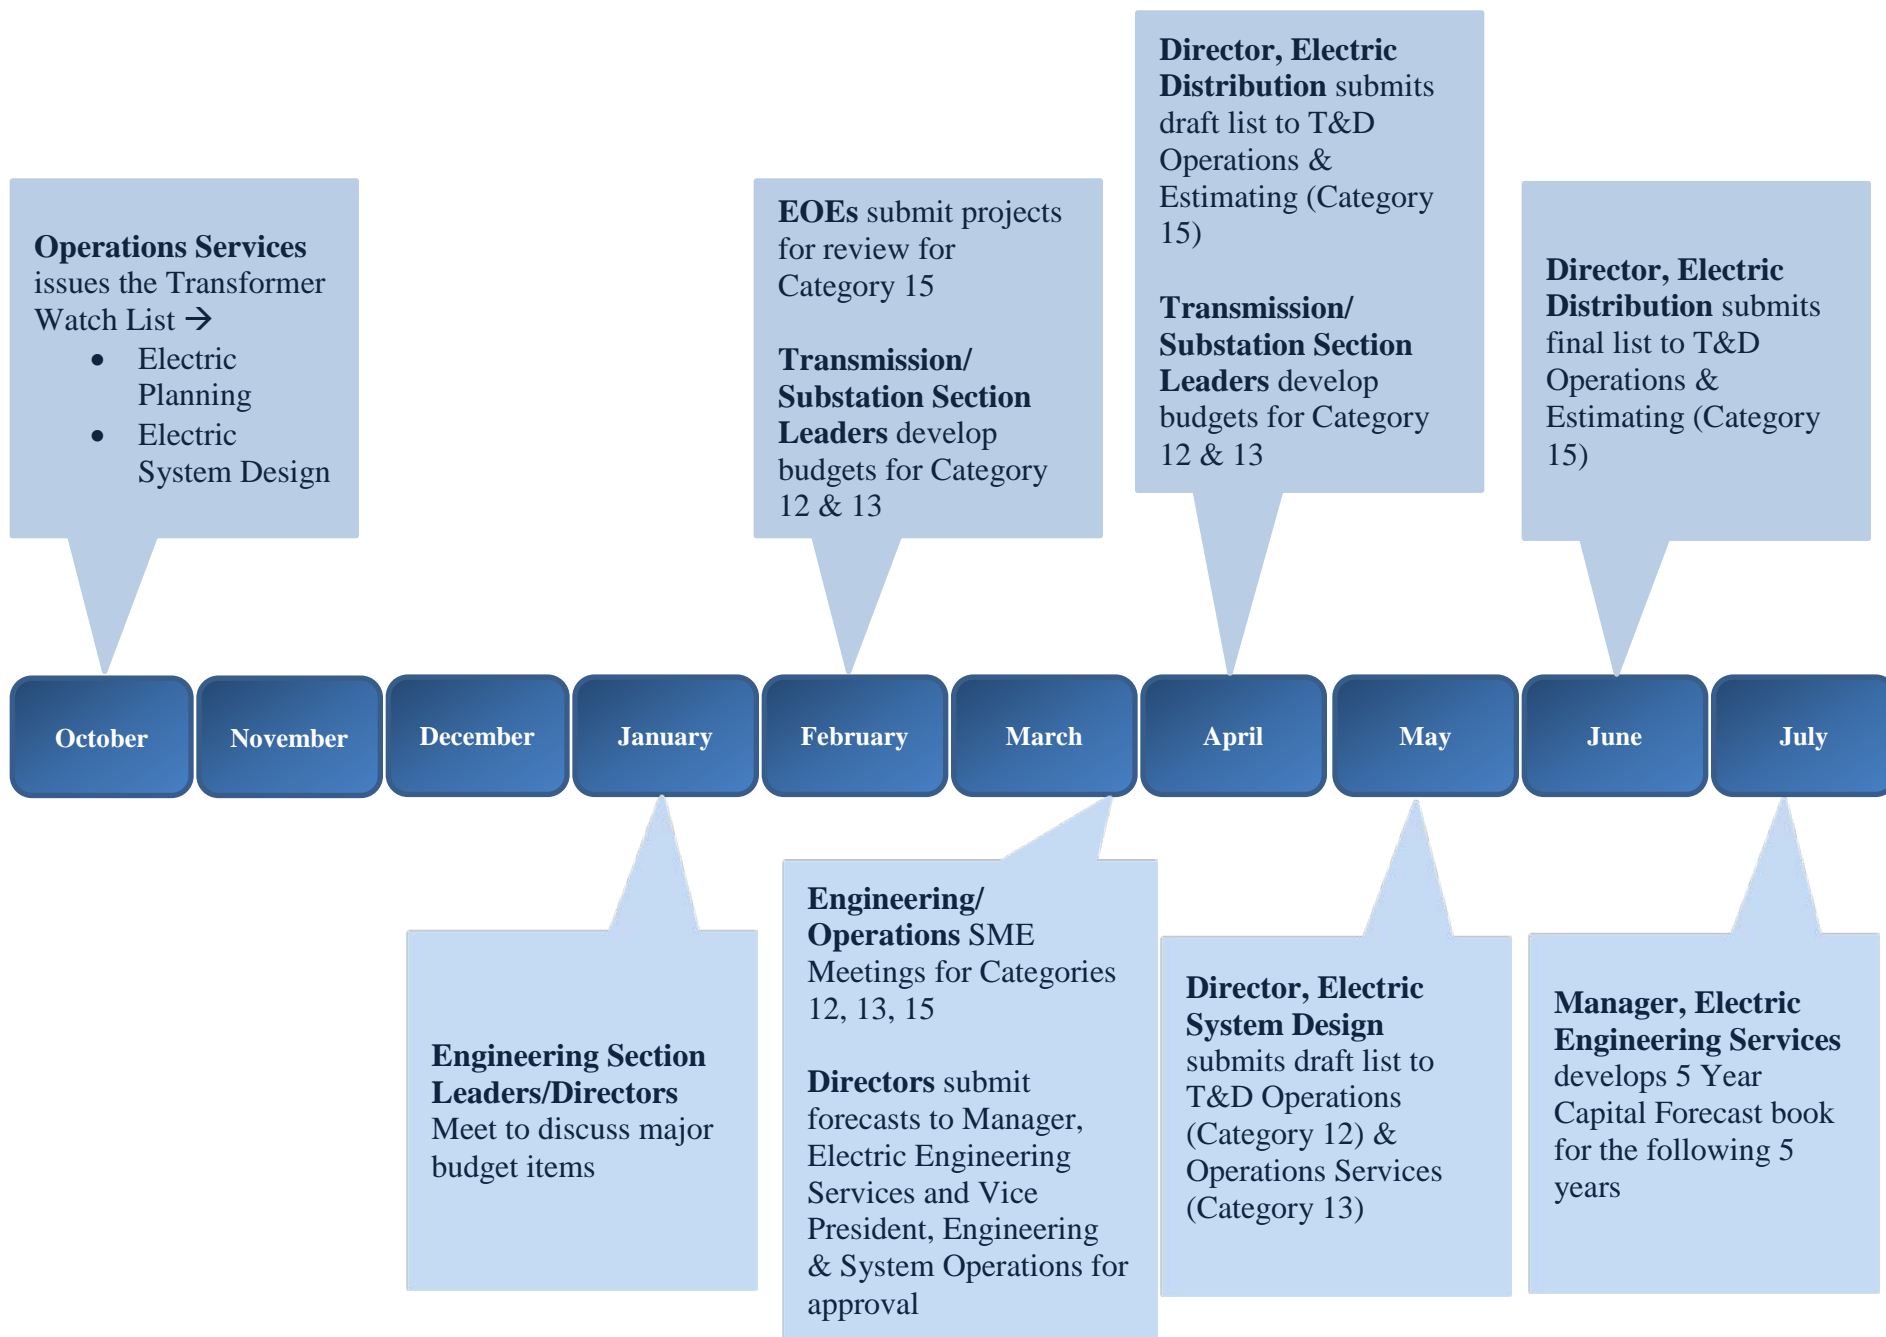 Operations Services
issues the Transformer
Watch List →
• Electric
Planning
• Electric
System Design
EOEs submit projects
for review for
Category 15
Transmission/
Substation Section
Leaders develop
budgets for Category
12 & 13
Director, Electric
Distribution submits
draft list to T&D
Operations &
Estimating (Category
15)
Transmission/
Substation Section
Leaders develop
budgets for Category
12 & 13
Director, Electric
Distribution submits
final list to T&D
Operations &
Estimating (Category
15)
October
November
December
January
February
March
April
May
June
July
Engineering Section
Leaders/Directors
Meet to discuss major
budget items
Engineering/
Operations SME
Meetings for Categories
12, 13, 15
Directors submit
forecasts to Manager,
Electric Engineering
Services and Vice
President, Engineering
& System Operations for
approval
Director, Electric
System Design
submits draft list to
T&D Operations
(Category 12) &
Operations Services
(Category 13)
Manager, Electric
Engineering Services
develops 5 Year
Capital Forecast book
for the following 5
years